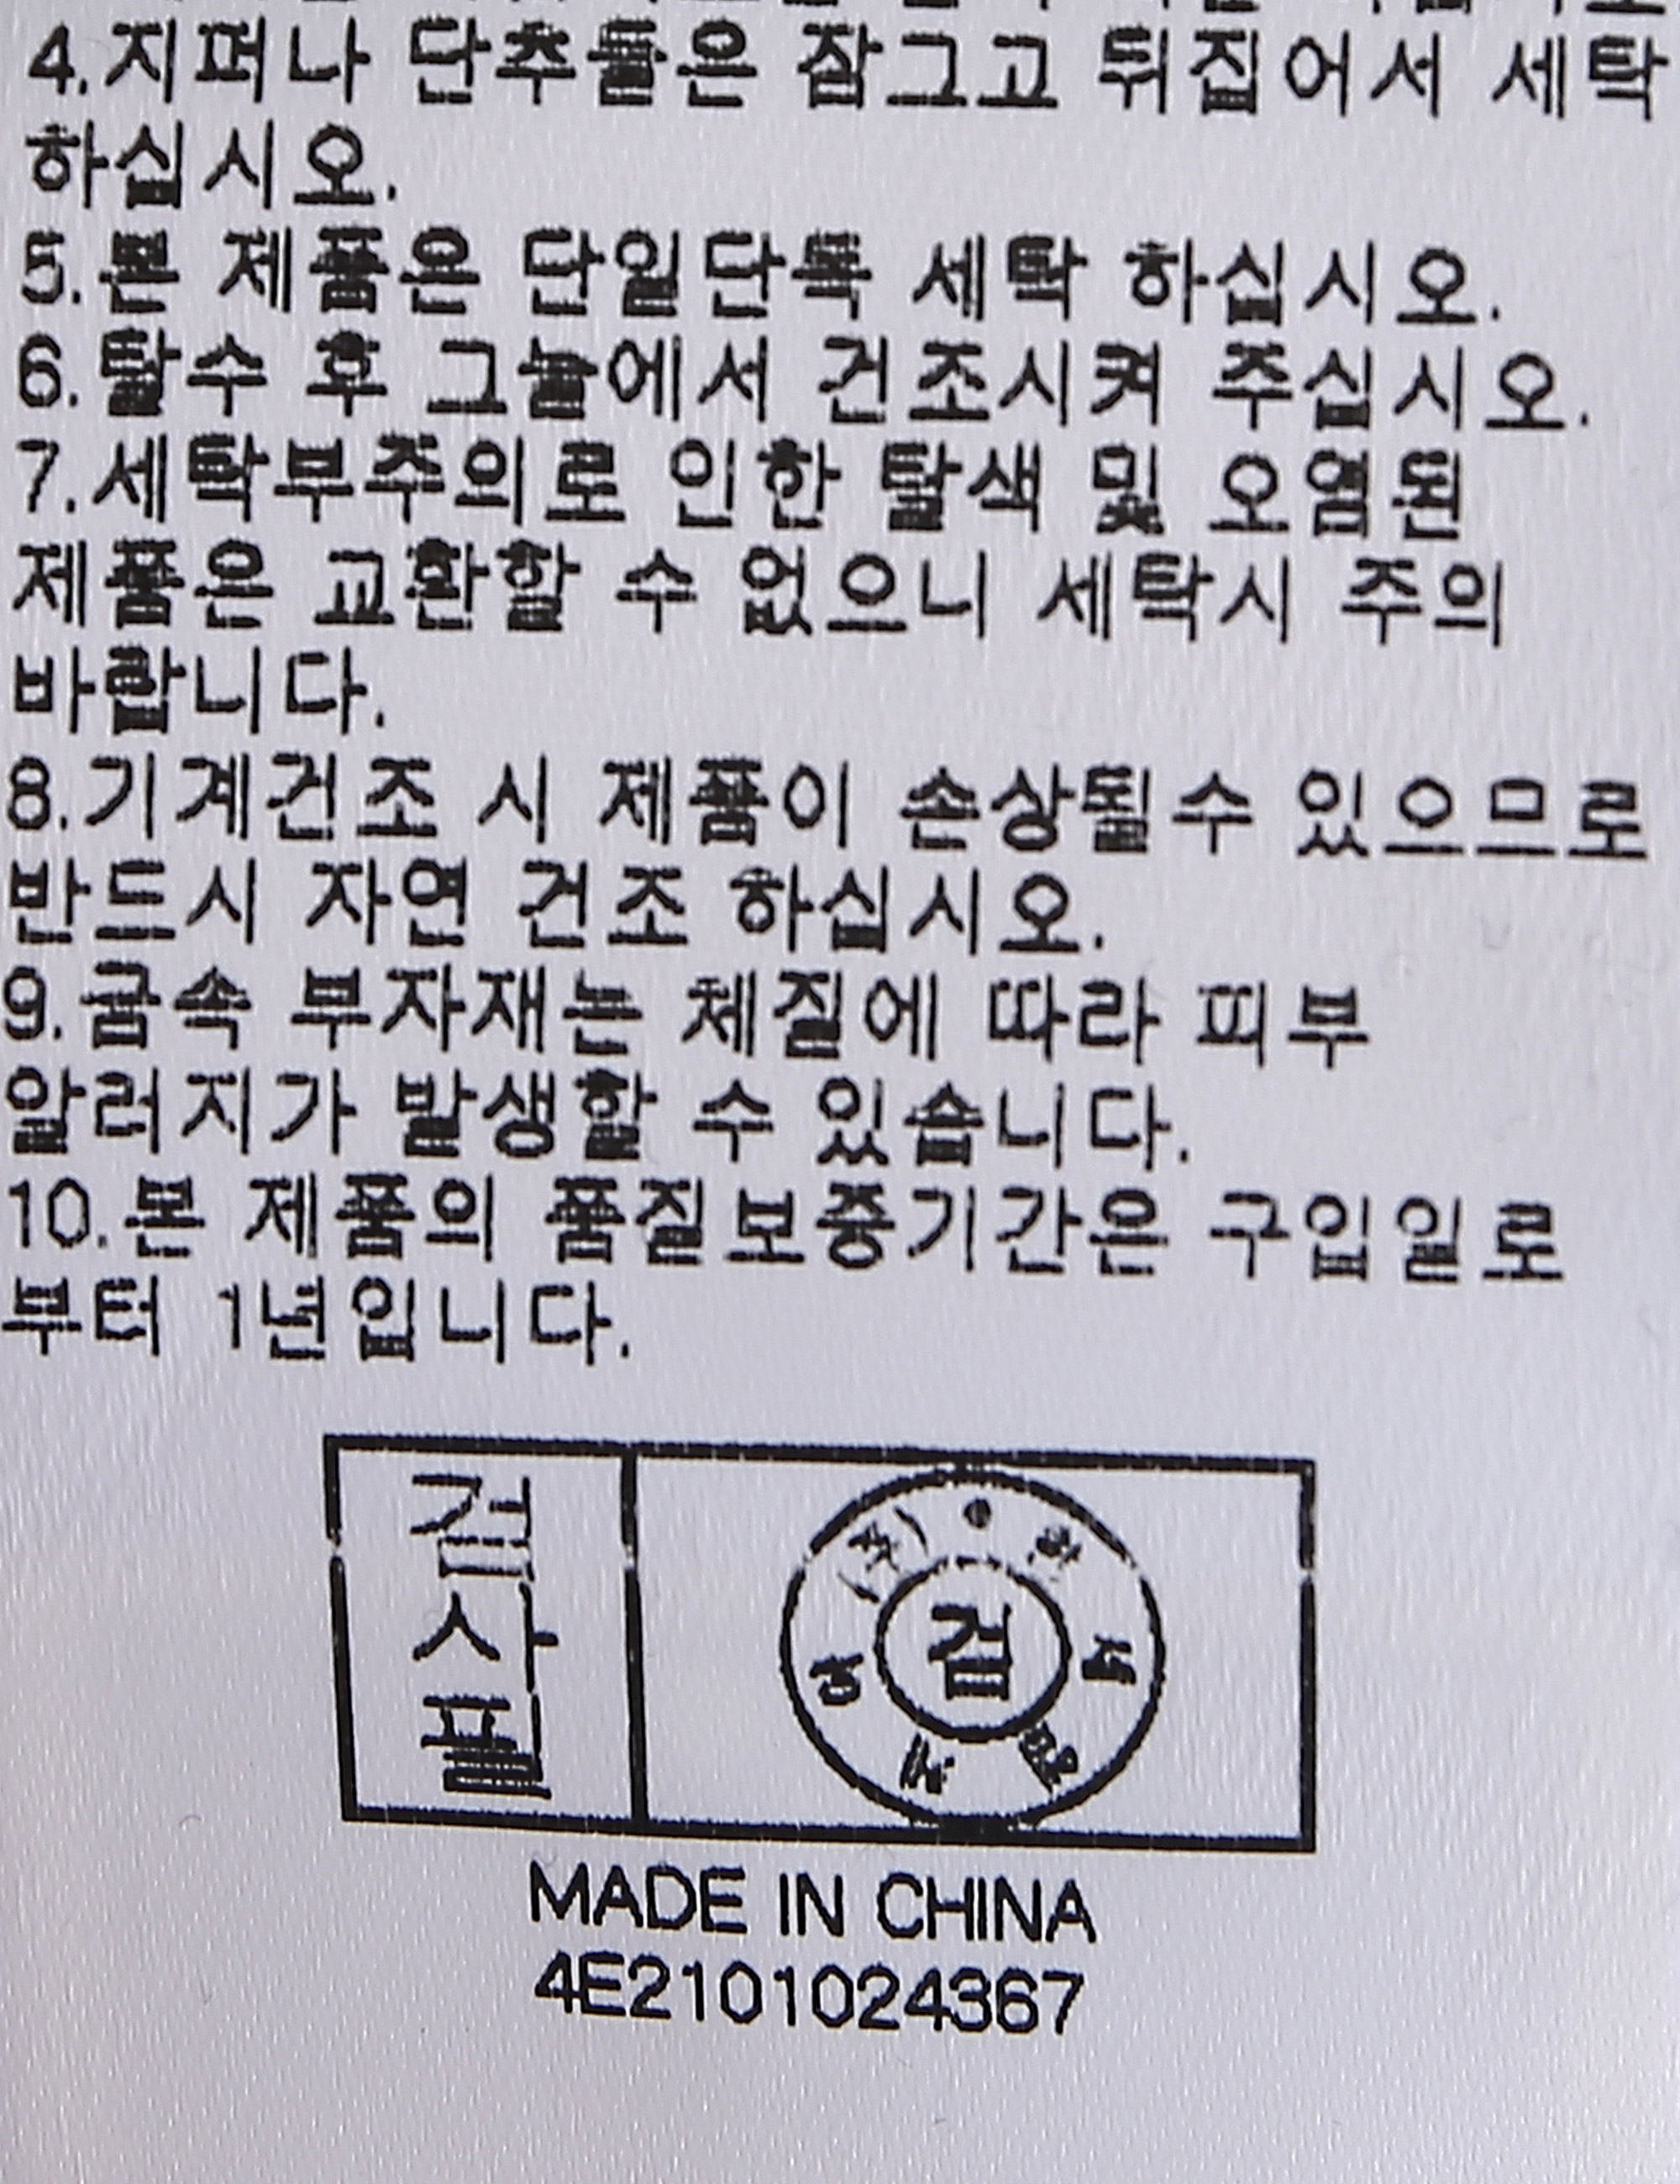 4.지퍼나 단추들은 잠그고 뒤집어서 세탁
하십시오.
5.본 제품은 단일단독 세탁 하십시오.
6.탈수 후 그늘에서 건조시켜 주십시오.
7.세탁부주의로 인한 탈색 및 오염된
제품은 교환할 수 없으니 세탁시 주의
바랍니다.
8.기계건조 시 제품이 손상될수 있으므로
반드시 자연 건조 하십시오.
9.금속 부자재는 체질에 따라 피부
알러지가 발생할 수 있습니다.
10.본 제품의 품질보증기간은 구입일로
부터 1년입니다.
검사필
검
MADE IN CHINA
4E2101024367